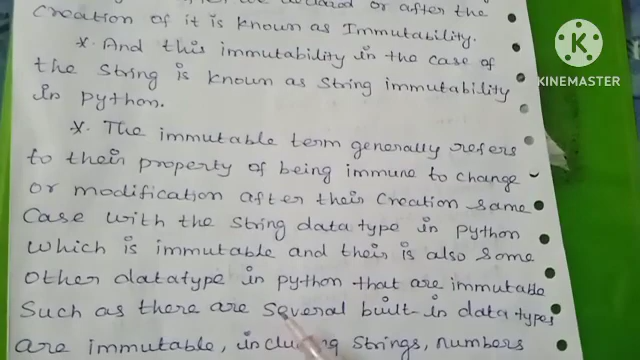 Creation of it is known as Immutability.
*. And this immutability in the case of
the String is known as String immutability
in python.
*. The immutable term generally refers
to their property of being immune to change
or modification after their Creation same
Case with the String datatype in python
which is immutable and their is also some
other datatype in python that are immutable
Such as there are several built-in data types
are immutable, including strings, numbers
K
KINEMASTER